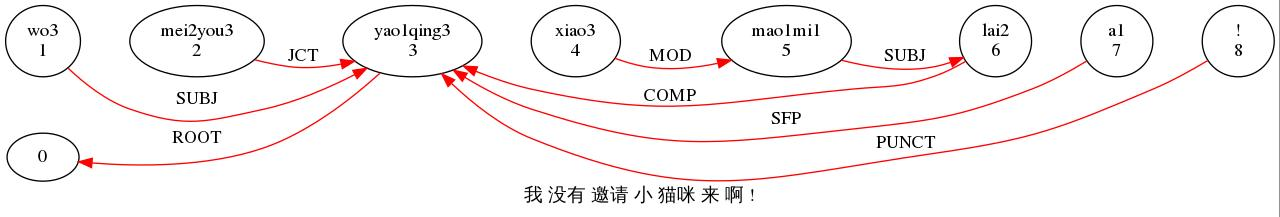 wo3 mei2you3 yao1qing3 xiao3 mao1mi1 lai2 a1 !
1 2 3 4 5 6 7 8
JCT MOD SUBJ
SUBJ COMP
SFP
ROOT PUNCT
0
我 没有 邀请 小 猫咪 来 啊 !